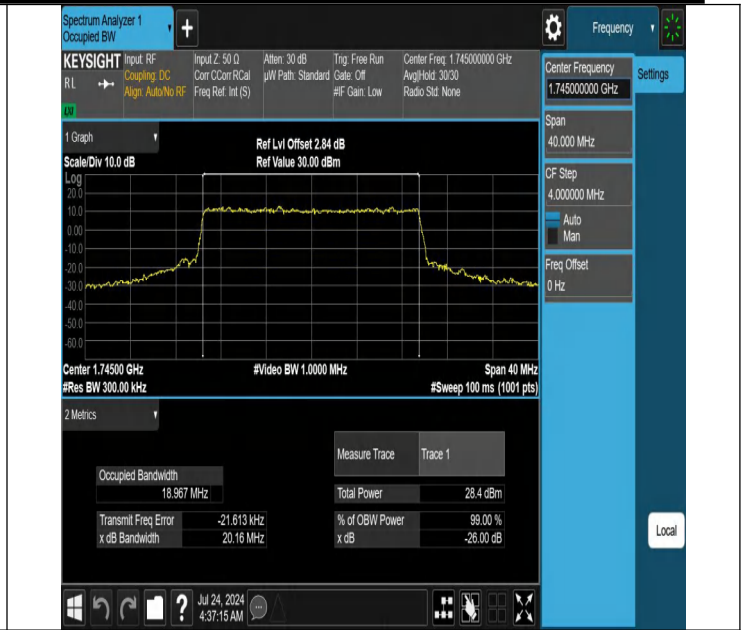 Spectrum Analyzer 1
Occupied BW
+
Frequency
KEYSIGHT
RL
LXI
Input: RF
Coupling: DC
Align: Auto/No RF
Input Z: 50 Ω
Corr CCorr RCal
Freq Ref: Int (S)
Atten: 30 dB
µW Path: Standard
Trig: Free Run
Gate: Off
#IF Gain: Low
Center Freq: 1.745000000 GHz
Avg|Hold: 30/30
Radio Std: None
Center Frequency
1.745000000 GHz
Settings
Span
40.000 MHz
CF Step
4.000000 MHz
Auto
Man
Freq Offset
0 Hz
Local
1 Graph
Scale/Div 10.0 dB
Ref Lvl Offset 2.84 dB
Ref Value 30.00 dBm
Log
20.0
10.0
0.00
-10.0
-20.0
-30.0
-40.0
-50.0
-60.0
Center 1.74500 GHz
#Video BW 1.0000 MHz
Span 40 MHz
#Res BW 300.00 kHz
#Sweep 100 ms (1001 pts)
2 Metrics
Measure Trace Trace 1
Occupied Bandwidth
18.967 MHz
Total Power 28.4 dBm
Transmit Freq Error -21.613 kHz
% of OBW Power 99.00 %
x dB Bandwidth 20.16 MHz
x dB -26.00 dB
?
Jul 24, 2024
4:37:15 AM